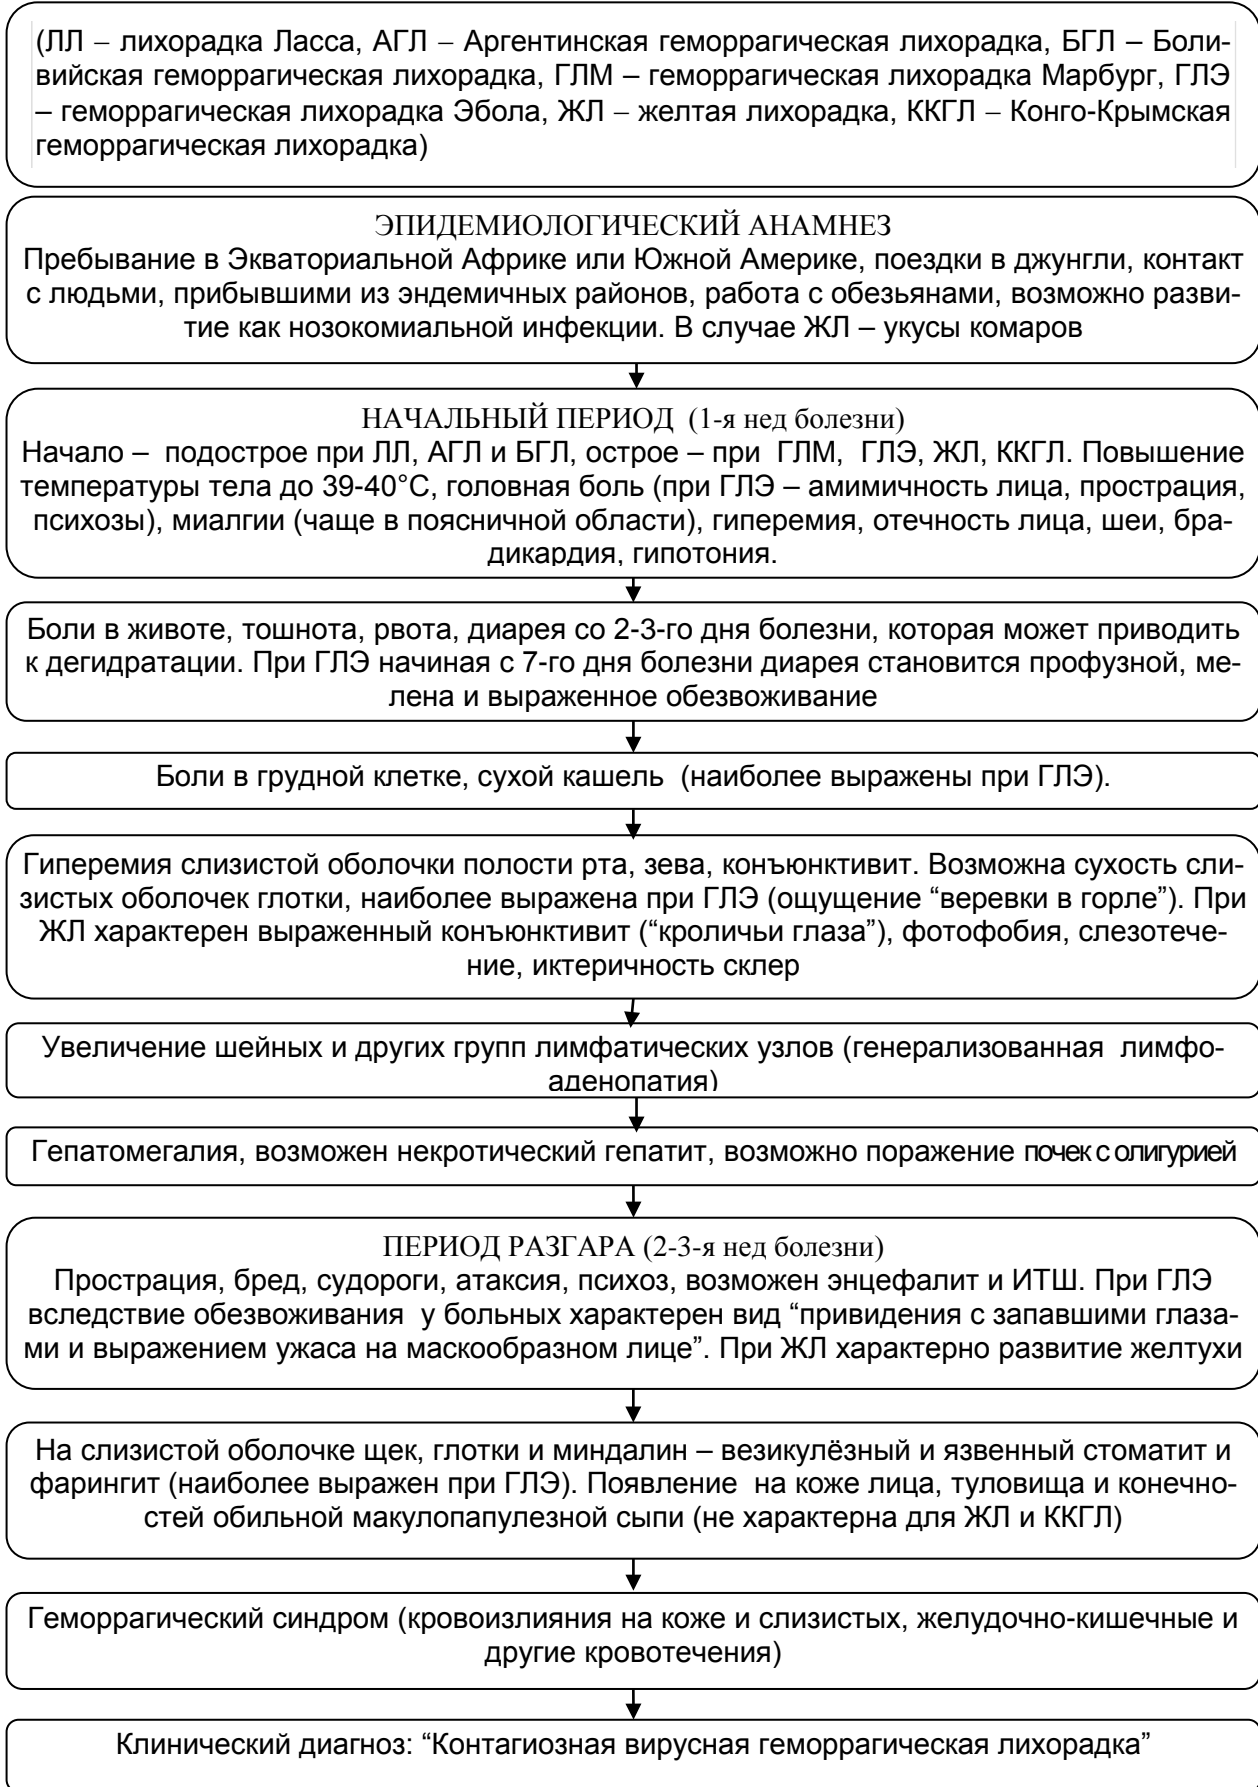 (ЛЛ – лихорадка Ласса, АГЛ – Аргентинская геморрагическая лихорадка, БГЛ – Боли-
вийская геморрагическая лихорадка, ГЛМ – геморрагическая лихорадка Марбург, ГЛЭ
– геморрагическая лихорадка Эбола, ЖЛ – желтая лихорадка, ККГЛ – Конго-Крымская
геморрагическая лихорадка)
ЭПИДЕМИОЛОГИЧЕСКИЙ АНАМНЕЗ
Пребывание в Экваториальной Африке или Южной Америке, поездки в джунгли, контакт
с людьми, прибывшими из эндемичных районов, работа с обезьянами, возможно разви-
тие как нозокомиальной инфекции. В случае ЖЛ – укусы комаров
НАЧАЛЬНЫЙ ПЕРИОД (1-я нед болезни)
Начало – подострое при ЛЛ, АГЛ и БГЛ, острое – при ГЛМ, ГЛЭ, ЖЛ, ККГЛ. Повышение
температуры тела до 39-40°С, головная боль (при ГЛЭ – амимичность лица, прострация,
психозы), миалгии (чаще в поясничной области), гиперемия, отечность лица, шеи, бра-
дикардия, гипотония.
Боли в животе, тошнота, рвота, диарея со 2-3-го дня болезни, которая может приводить
к дегидратации. При ГЛЭ начиная с 7-го дня болезни диарея становится профузной, ме-
лена и выраженное обезвоживание
Боли в грудной клетке, сухой кашель (наиболее выражены при ГЛЭ).
Гиперемия слизистой оболочки полости рта, зева, конъюнктивит. Возможна сухость сли-
зистых оболочек глотки, наиболее выражена при ГЛЭ (ощущение “веревки в горле”). При
ЖЛ характерен выраженный конъюнктивит (“кроличьи глаза”), фотофобия, слезотече-
ние, иктеричность склер
Увеличение шейных и других групп лимфатических узлов (генерализованная лимфо-
аденопатия)
Гепатомегалия, возможен некротический гепатит, возможно поражение почек с олигурией
ПЕРИОД РАЗГАРА (2-3-я нед болезни)
Прострация, бред, судороги, атаксия, психоз, возможен энцефалит и ИТШ. При ГЛЭ
вследствие обезвоживания у больных характерен вид “привидения с запавшими глаза-
ми и выражением ужаса на маскообразном лице”. При ЖЛ характерно развитие желтухи
На слизистой оболочке щек, глотки и миндалин – везикулёзный и язвенный стоматит и
фарингит (наиболее выражен при ГЛЭ). Появление на коже лица, туловища и конечно-
стей обильной макулопапулезной сыпи (не характерна для ЖЛ и ККГЛ)
Геморрагический синдром (кровоизлияния на коже и слизистых, желудочно-кишечные и
другие кровотечения)
Клинический диагноз: “Контагиозная вирусная геморрагическая лихорадка”